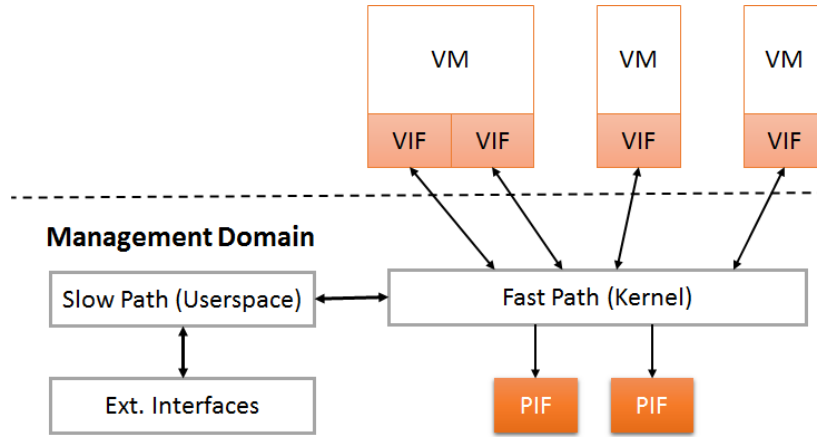 VM
VM
VM
VIF
VIF
VIF
VIF
Management Domain
Slow Path (Userspace)
Fast Path (Kernel)
Ext. Interfaces
PIF
PIF